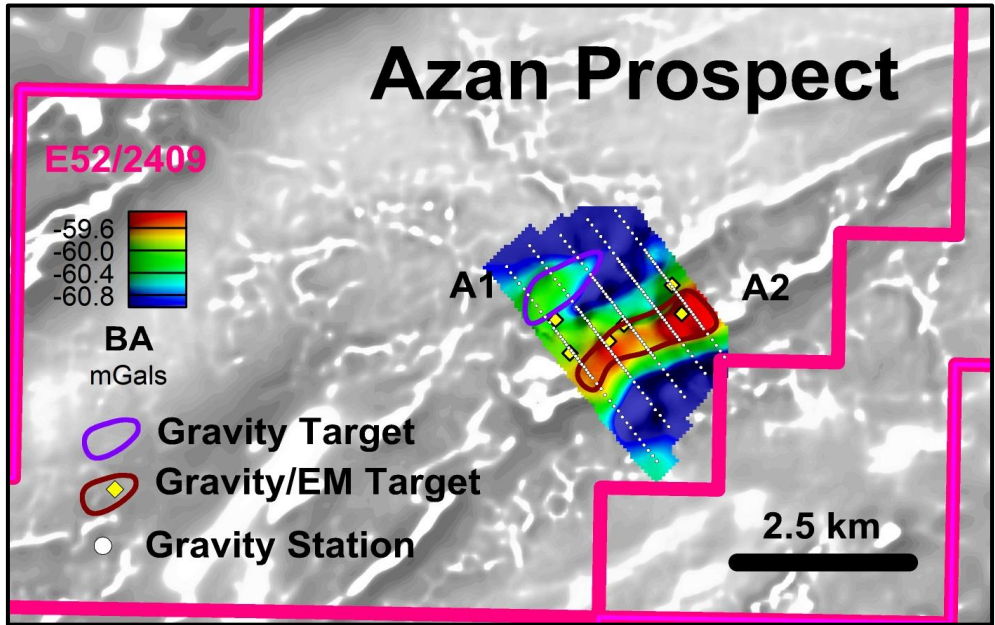 Azan Prospect
E52/2409
-59.6
-60.0
-60.4
-60.8
BA
mGals
A1
A2
Gravity Target
Gravity/EM Target
Gravity Station
2.5 km